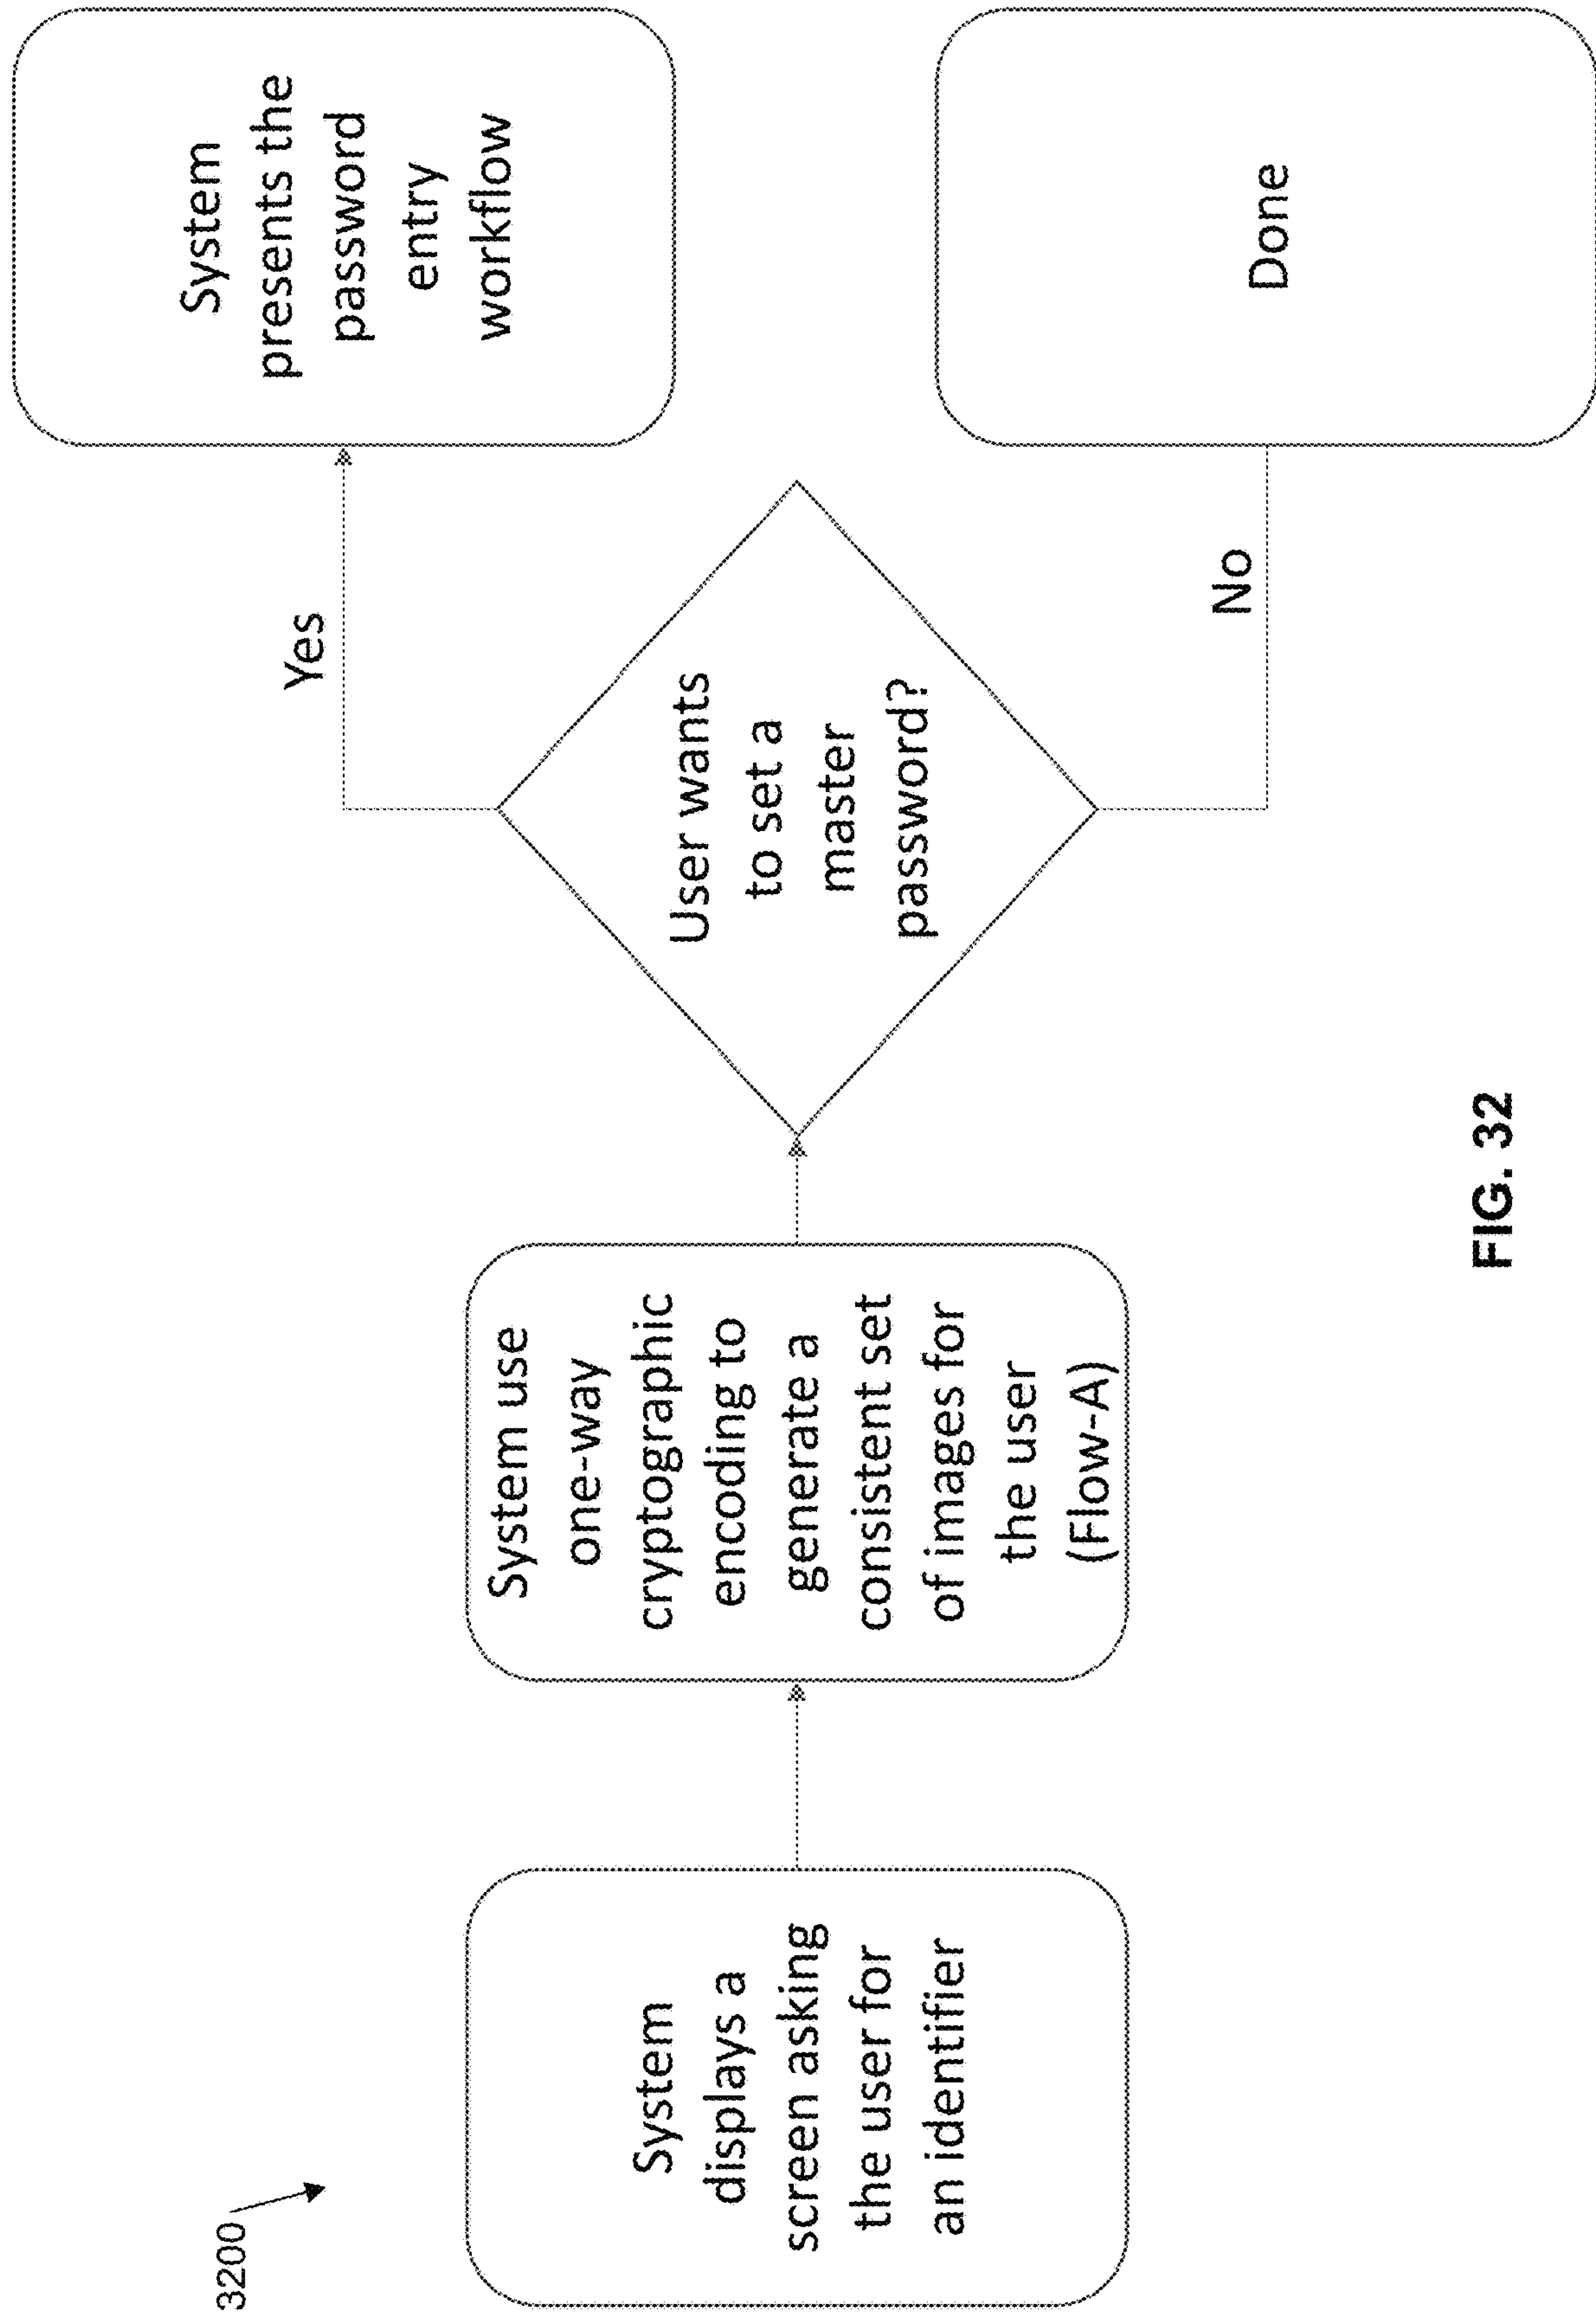 3200
System
displays a
screen asking
the user for
an identifier
System use
one-way
cryptographic
encoding to
generate a
consistent set
of images for
the user
(Flow-A)
User wants
to set a
master
password?
Yes
System
presents the
password
entry
workflow
No
Done
FIG. 32